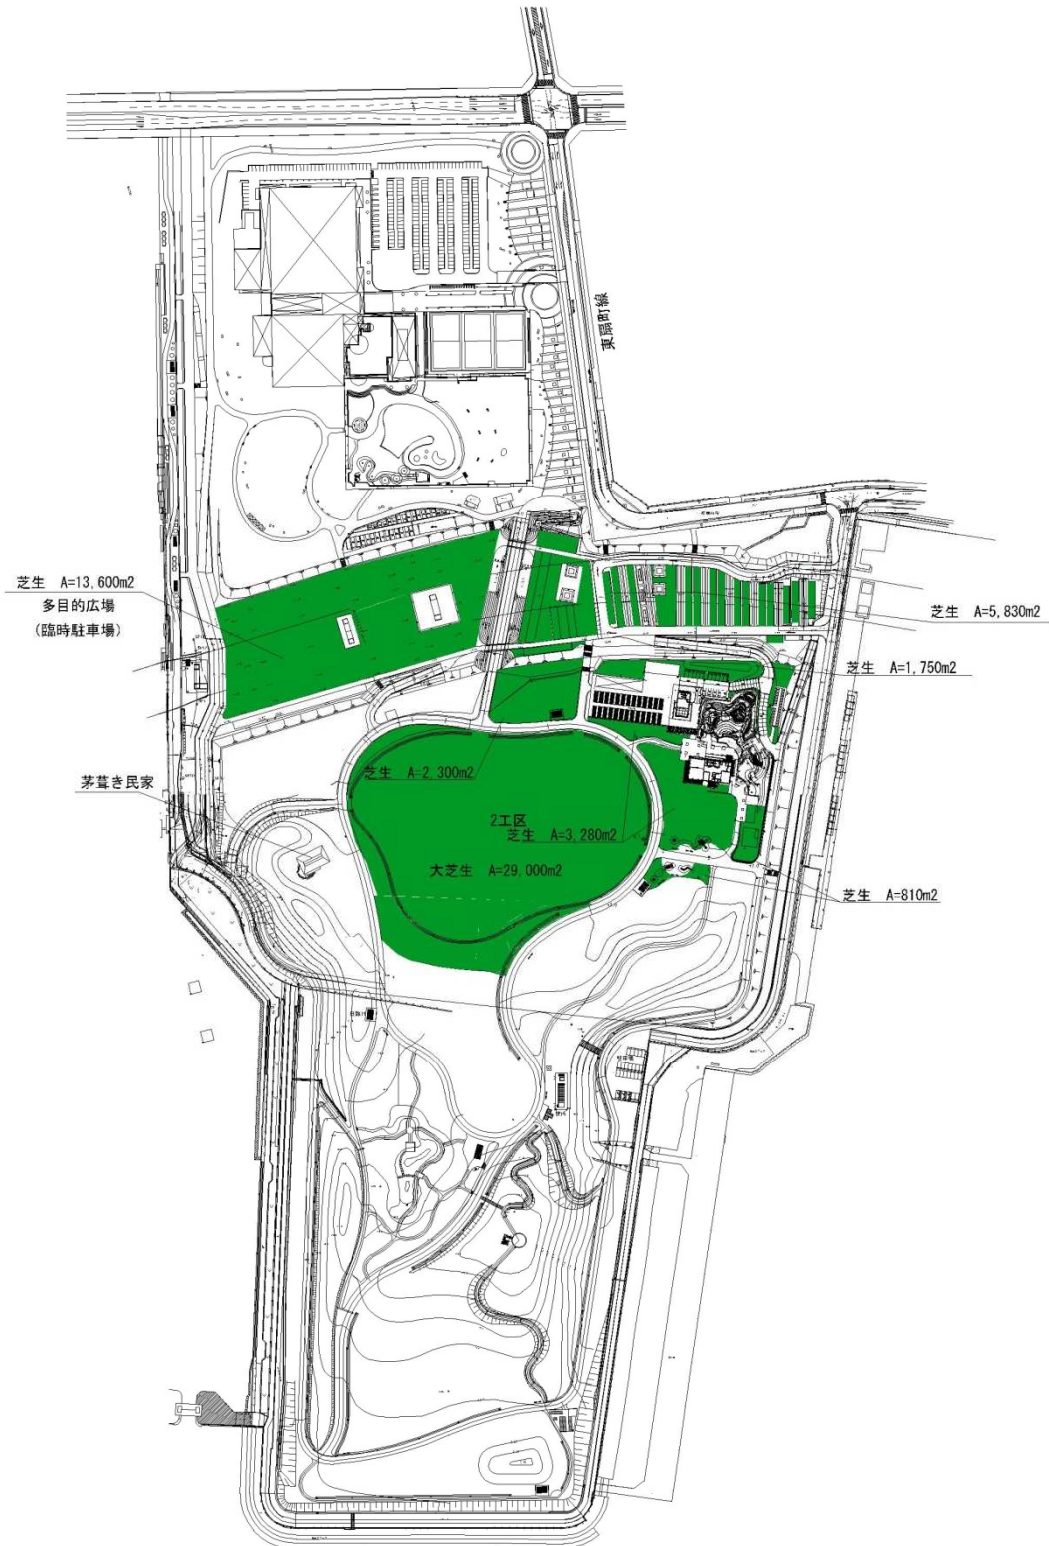 東扇町線
芝生 A=13,600m2
多目的広場
(臨時駐車場)
芝生 A=5,830m2
芝生 A=1,750m2
芝生 A=2,300m2
茅葺き民家
2工区
芝生 A=3,280m2
大芝生 A=29,000m2
芝生 A=810m2